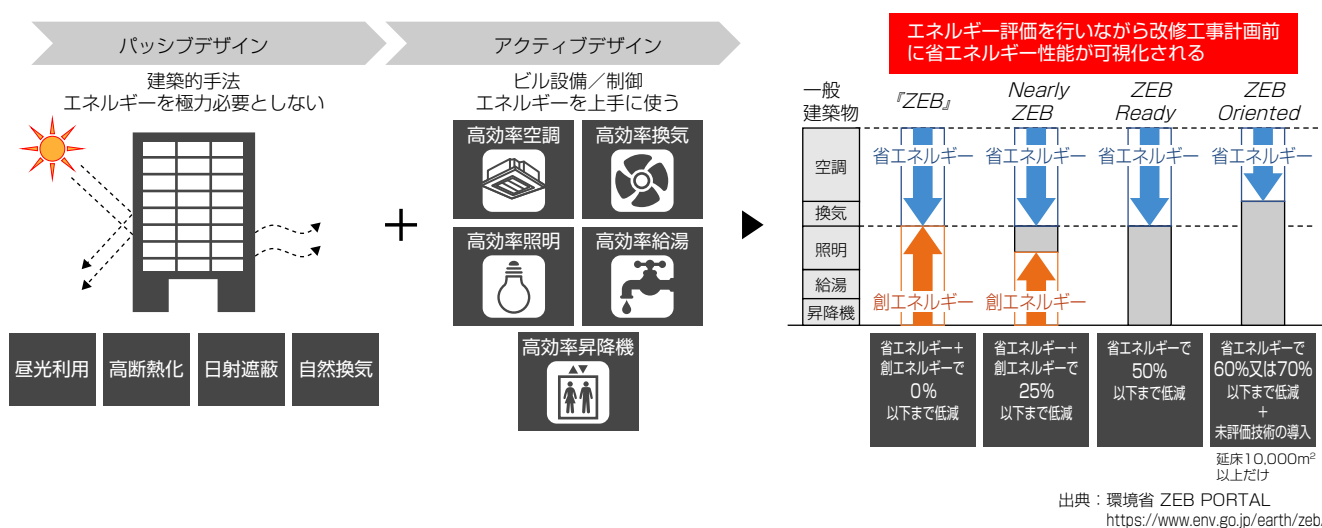 パッシブデザイン
建築的手法
エネルギーを極力必要としない
昼光利用
高断熱化
日射遮蔽
自然換気
＋
アクティブデザイン
ビル設備／制御
エネルギーを上手に使う
高効率空調
高効率換気
高効率照明
高効率給湯
高効率昇降機
エネルギー評価を行いながら改修工事計画前
に省エネルギー性能が可視化される
一般
建築物
『ZEB』
Nearly
ZEB
ZEB
Ready
ZEB
Oriented
空調
換気
照明
給湯
昇降機
省エネルギー
省エネルギー
省エネルギー
省エネルギー
創エネルギー
創エネルギー
省エネルギー＋
創エネルギーで
0%
以下まで低減
省エネルギー＋
創エネルギーで
25%
以下まで低減
省エネルギーで
50%
以下まで低減
省エネルギーで
60%又は70%
以下まで低減
+
未評価技術の導入
延床10,000m²
以上だけ
出典：環境省 ZEB PORTAL
https://www.env.go.jp/earth/zeb/